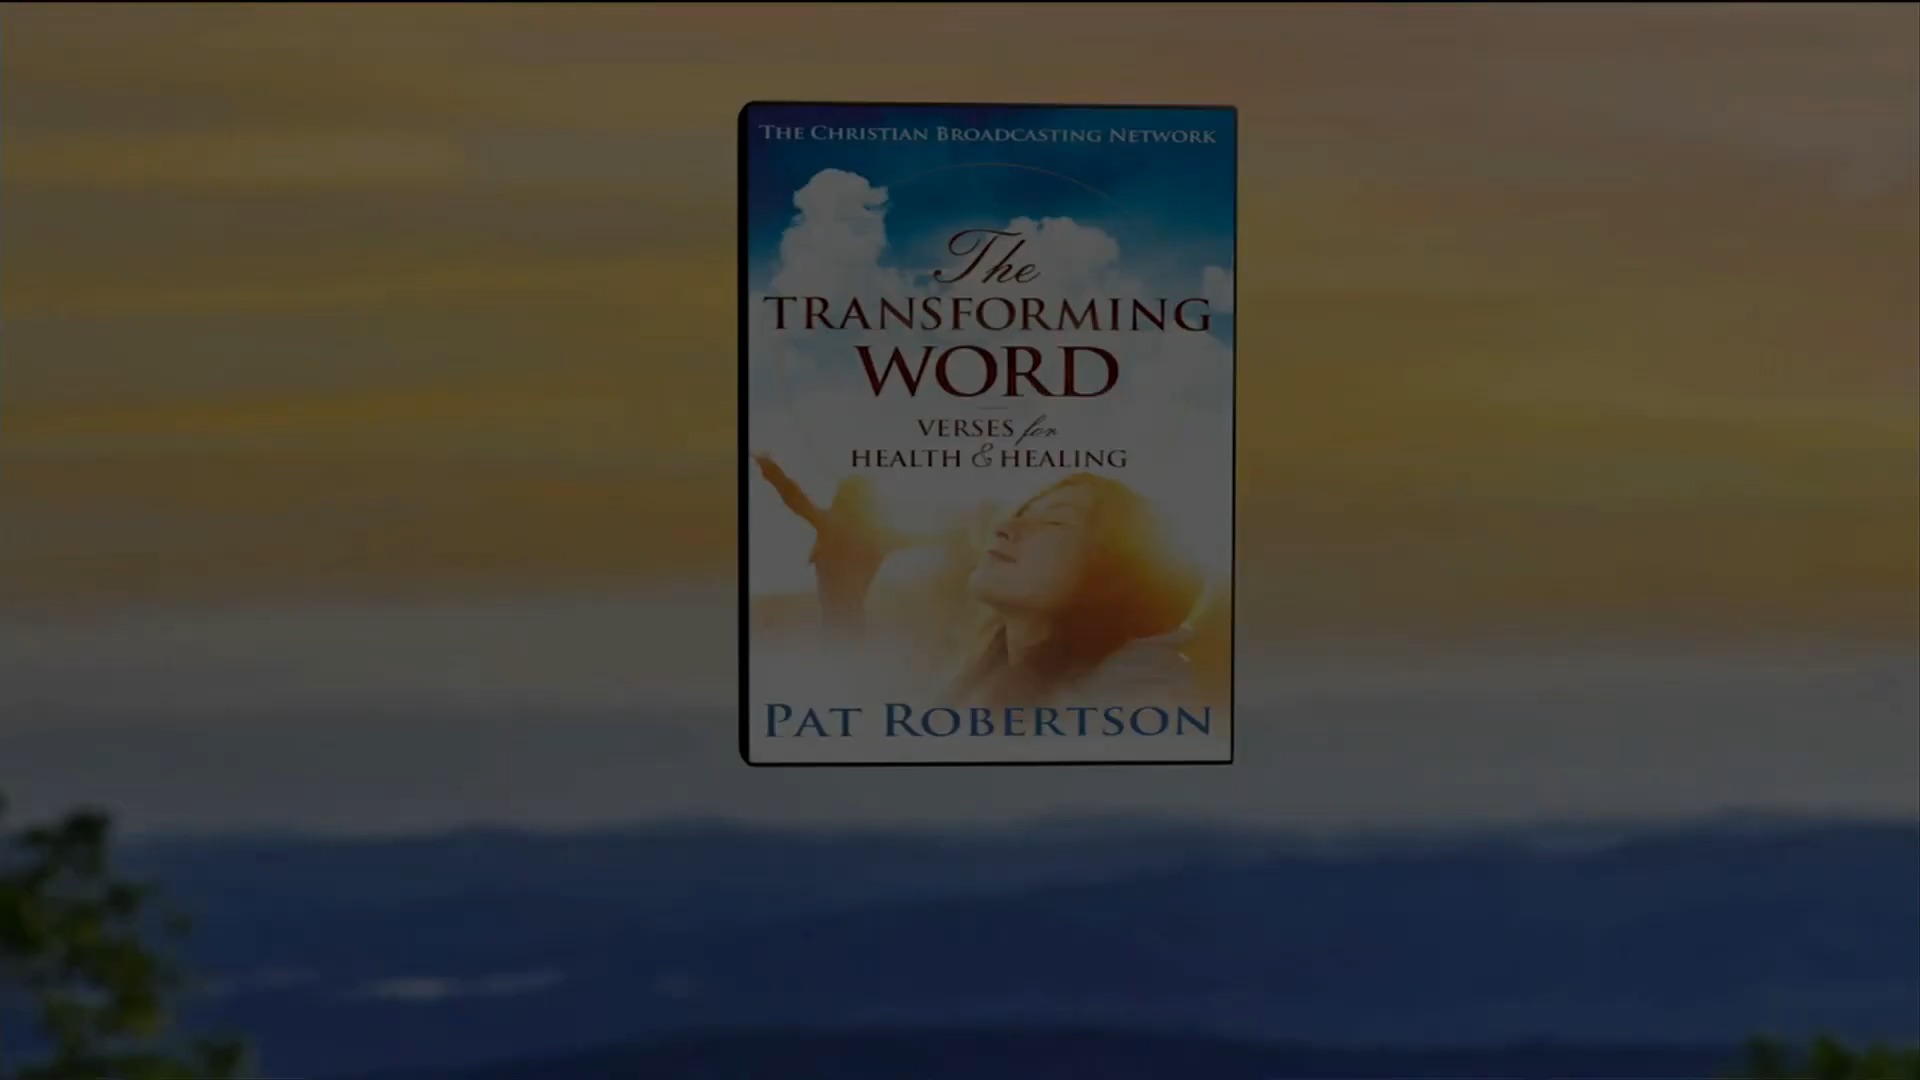 THE CHRISTIAN BROADCASTING NETWORK
The
TRANSFORMING
WORD
VERSES for
HEALTH & HEALING
PAT ROBERTSON